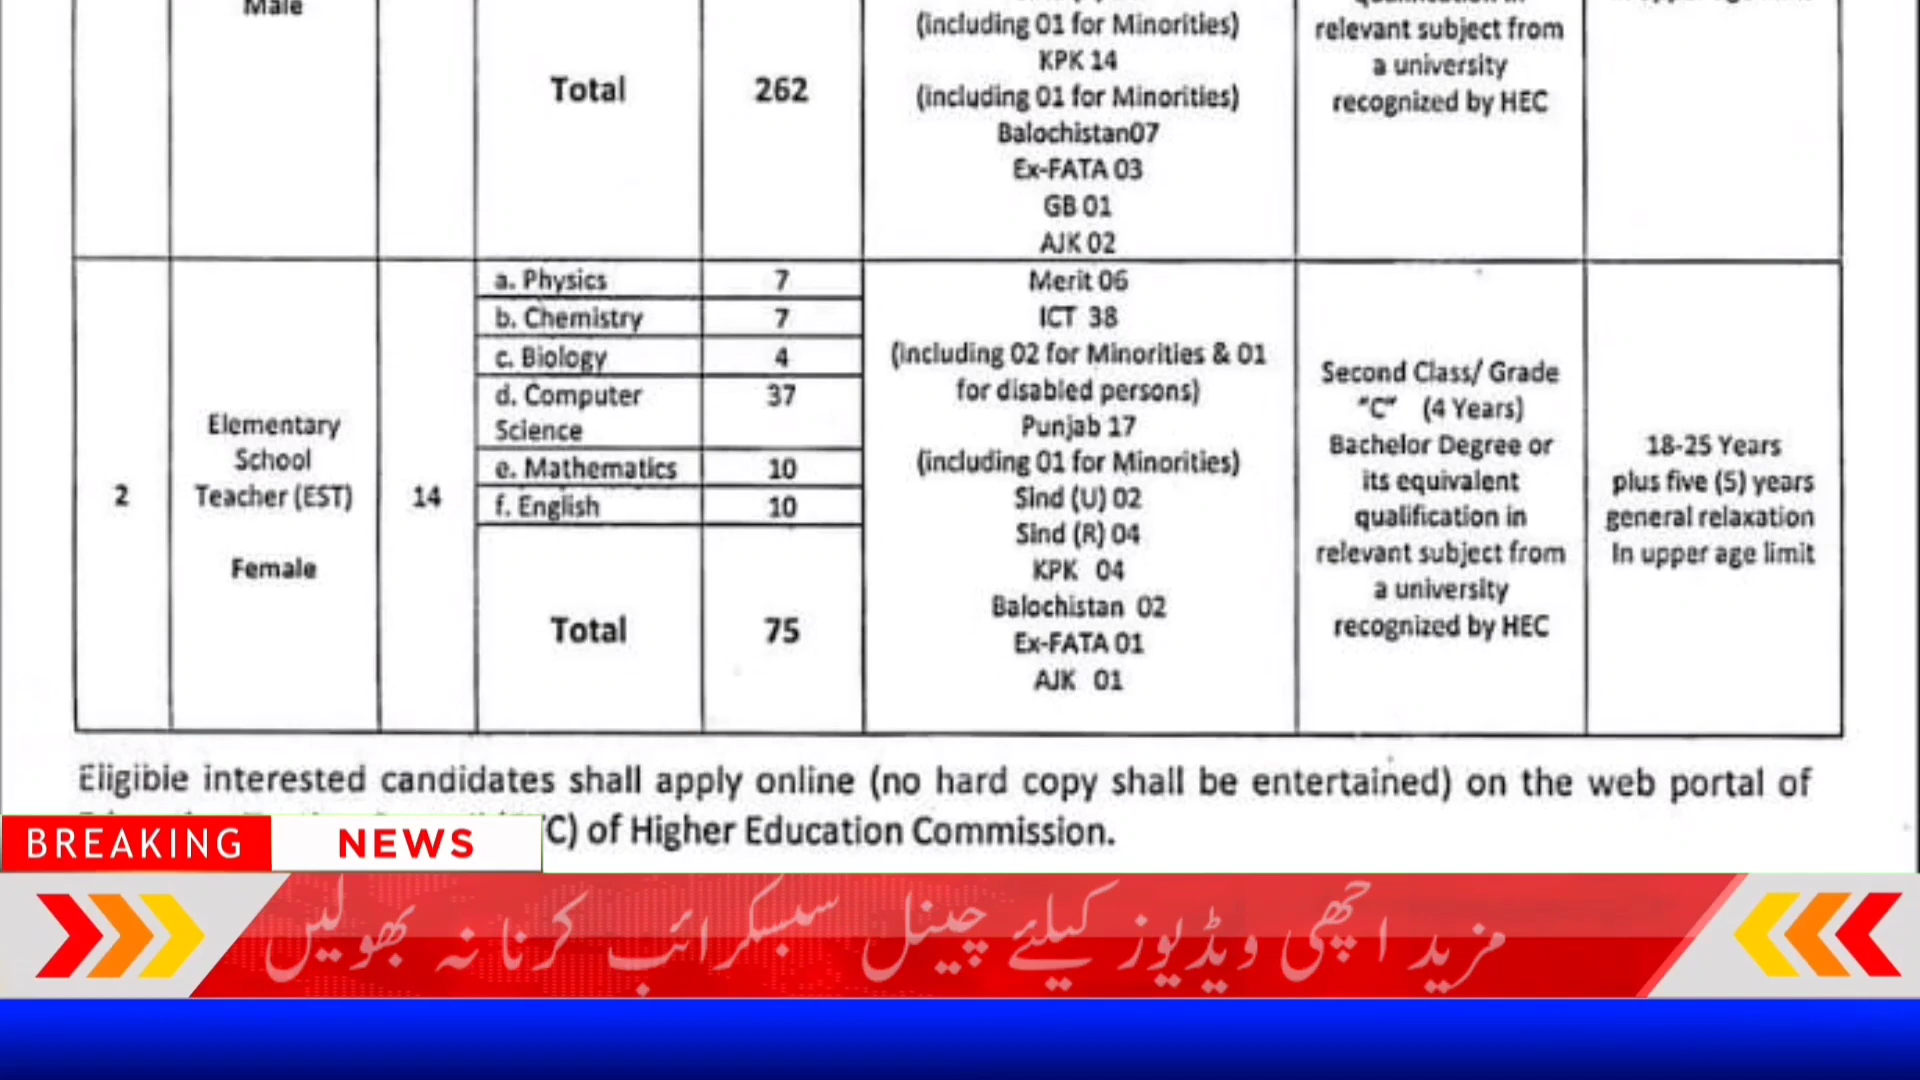 Male
(including 01 for Minorities)
KPK 14
(including 01 for Minorities)
Balochistan07
Ex-FATA 03
GB 01
AJK 02
Total
262
relevant subject from
a university
recognized by HEC
2
Elementary
School
Teacher (EST)
Female
14
a. Physics 7
b. Chemistry 7
c. Biology 4
d. Computer 37
Science
e. Mathematics 10
f. English 10
Total 75
Merit 06
ICT 38
(including 02 for Minorities & 01
for disabled persons)
Punjab 17
(including 01 for Minorities)
Sind (U) 02
Sind (R) 04
KPK 04
Balochistan 02
Ex-FATA 01
AJK 01
Second Class/ Grade
"C" (4 Years)
Bachelor Degree or
its equivalent
qualification in
relevant subject from
a university
recognized by HEC
18-25 Years
plus five (5) years
general relaxation
In upper age limit
Eligible interested candidates shall apply online (no hard copy shall be entertained) on the web portal of
of Higher Education Commission.
BREAKING NEWS
مزید اچھی ویڈیوز کیلئے چینل سبسکرائب کرنا نہ بھولیں